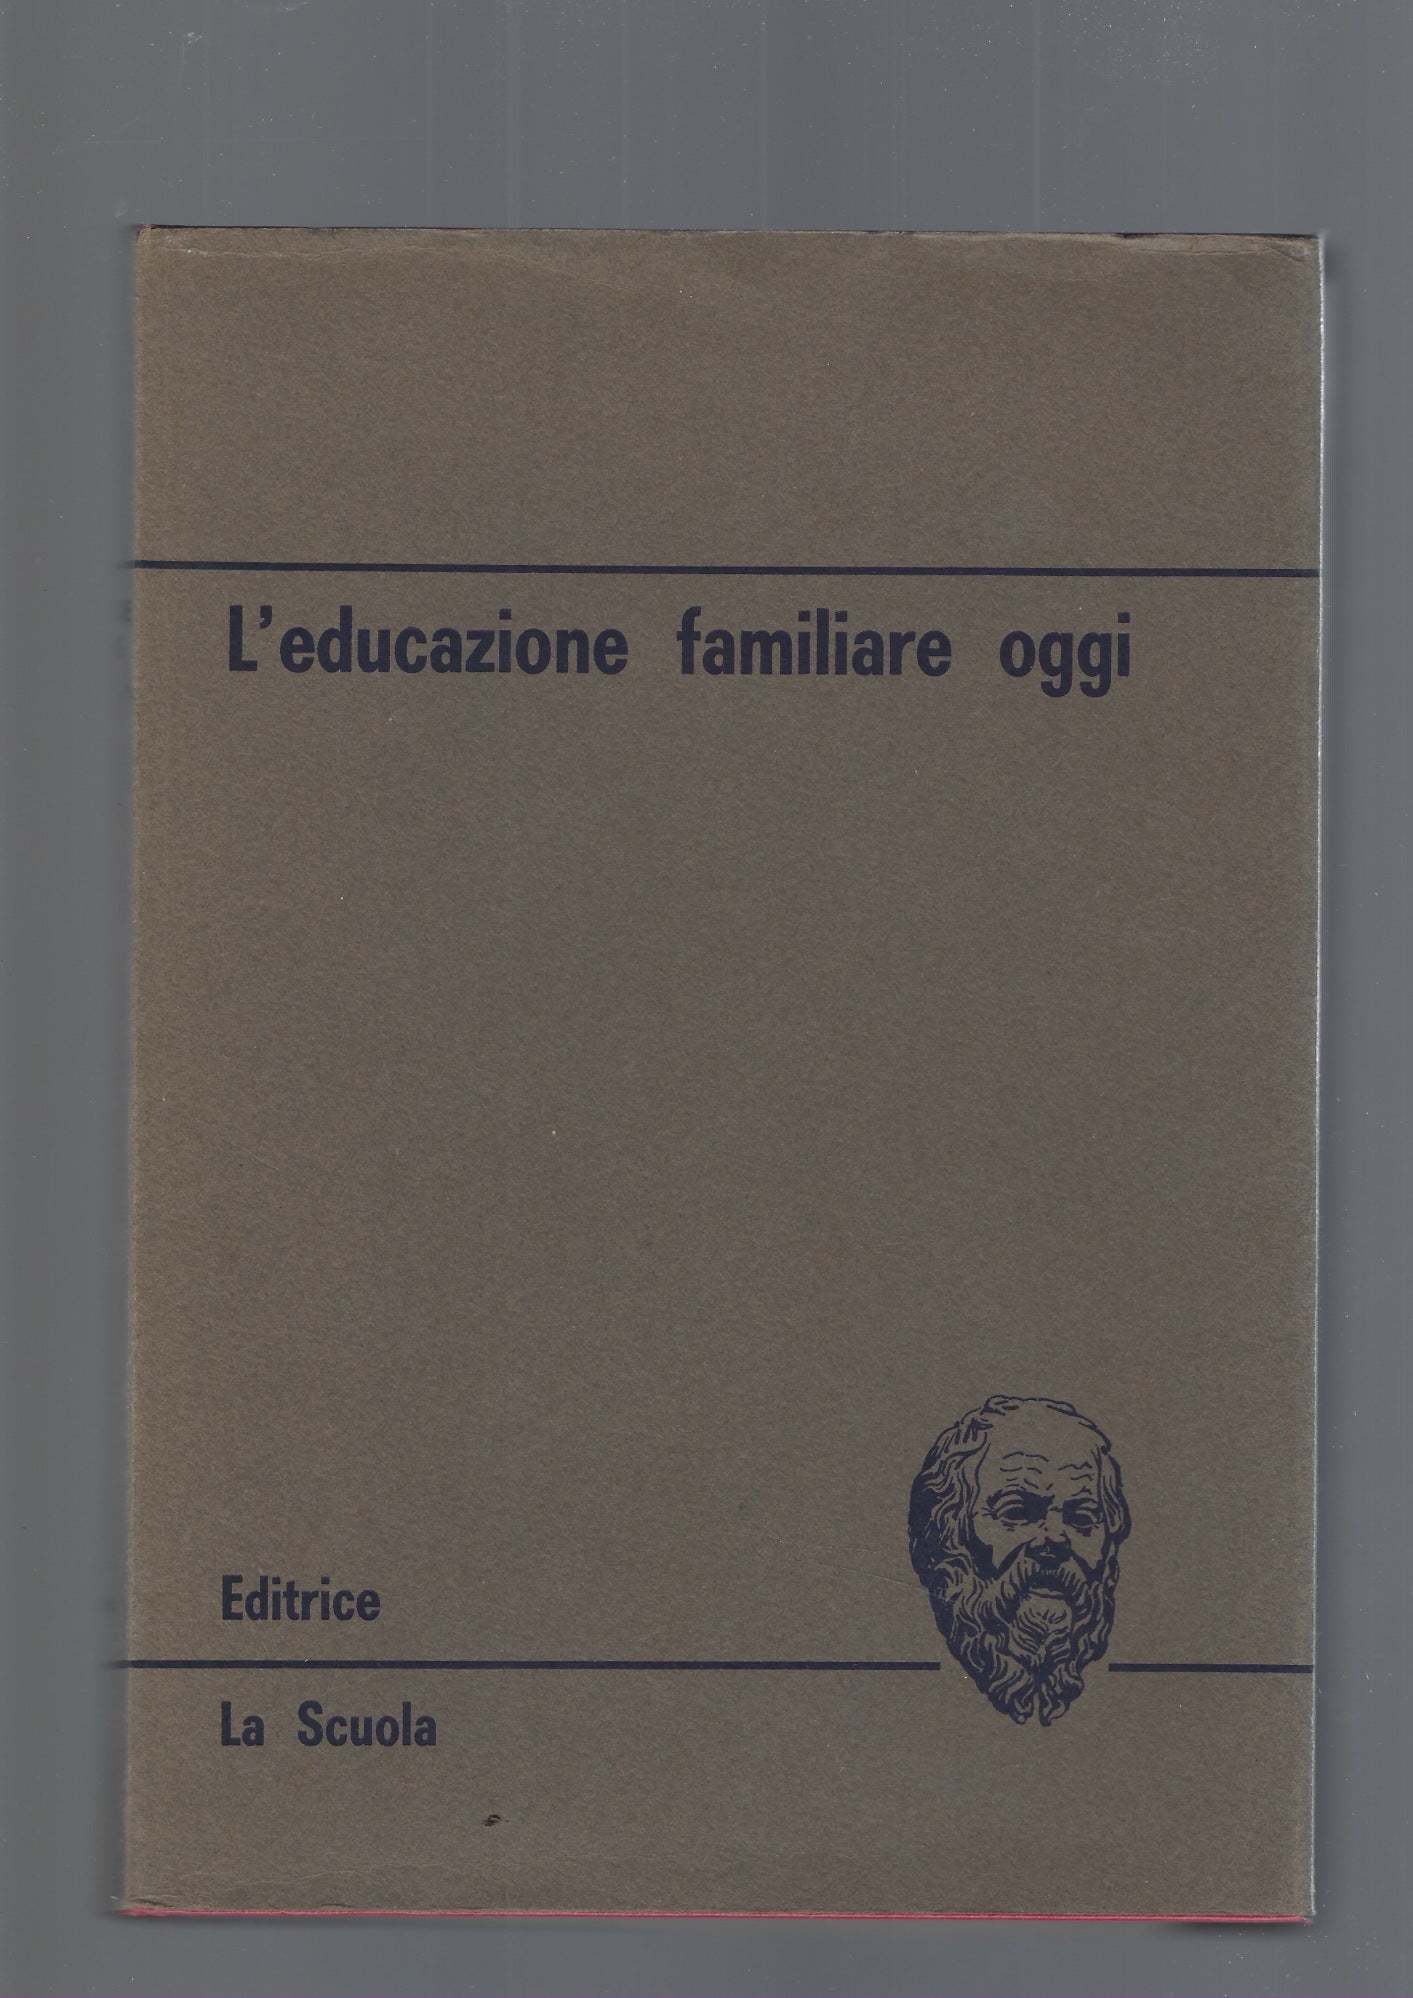 L'educazione familiare oggi
Editrice
La Scuola